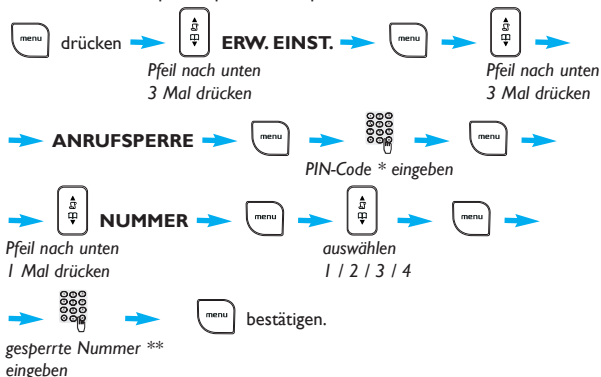 menu drücken ERW. EINST. menu
Pfeil nach unten
3 Mal drücken
Pfeil nach unten
3 Mal drücken
ANRUFSPERRE menu menu
PIN-Code * eingeben
NUMMER menu menu
Pfeil nach unten
1 Mal drücken
auswählen
1 / 2 / 3 / 4
menu bestätigen.
gesperrte Nummer **
eingeben